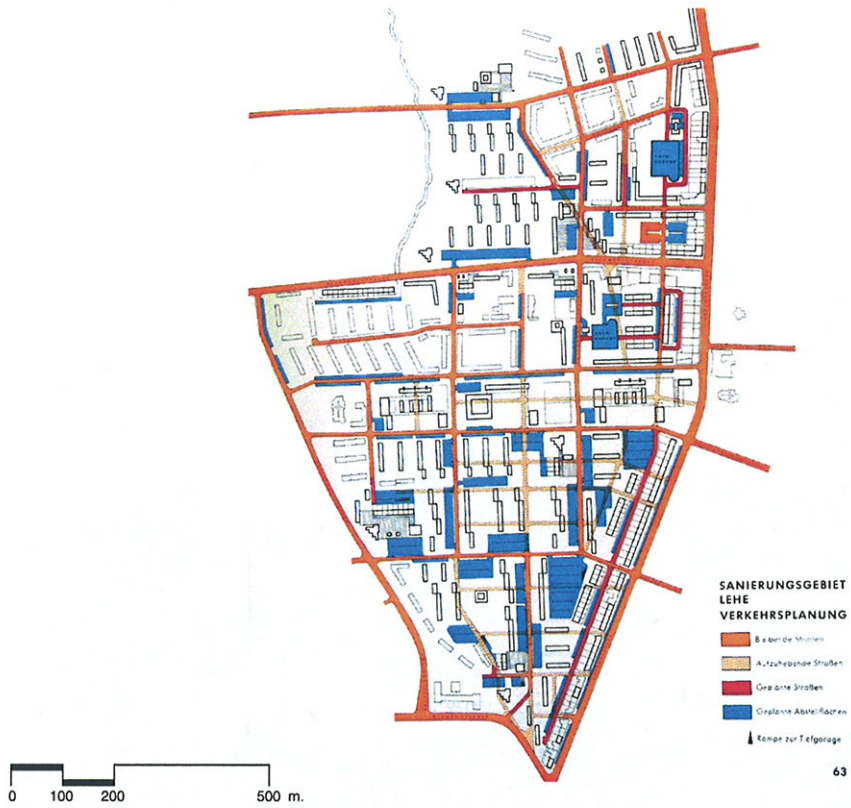 SANIERUNGSGEBIET
LEHE
VERKEHRSPLANUNG
Bleibende Straßen
Aufzuhebende Straßen
Geplante Straßen
Geplante Abstellflächen
Rampe zur Tiefgarage
63
0 100 200 500 m.